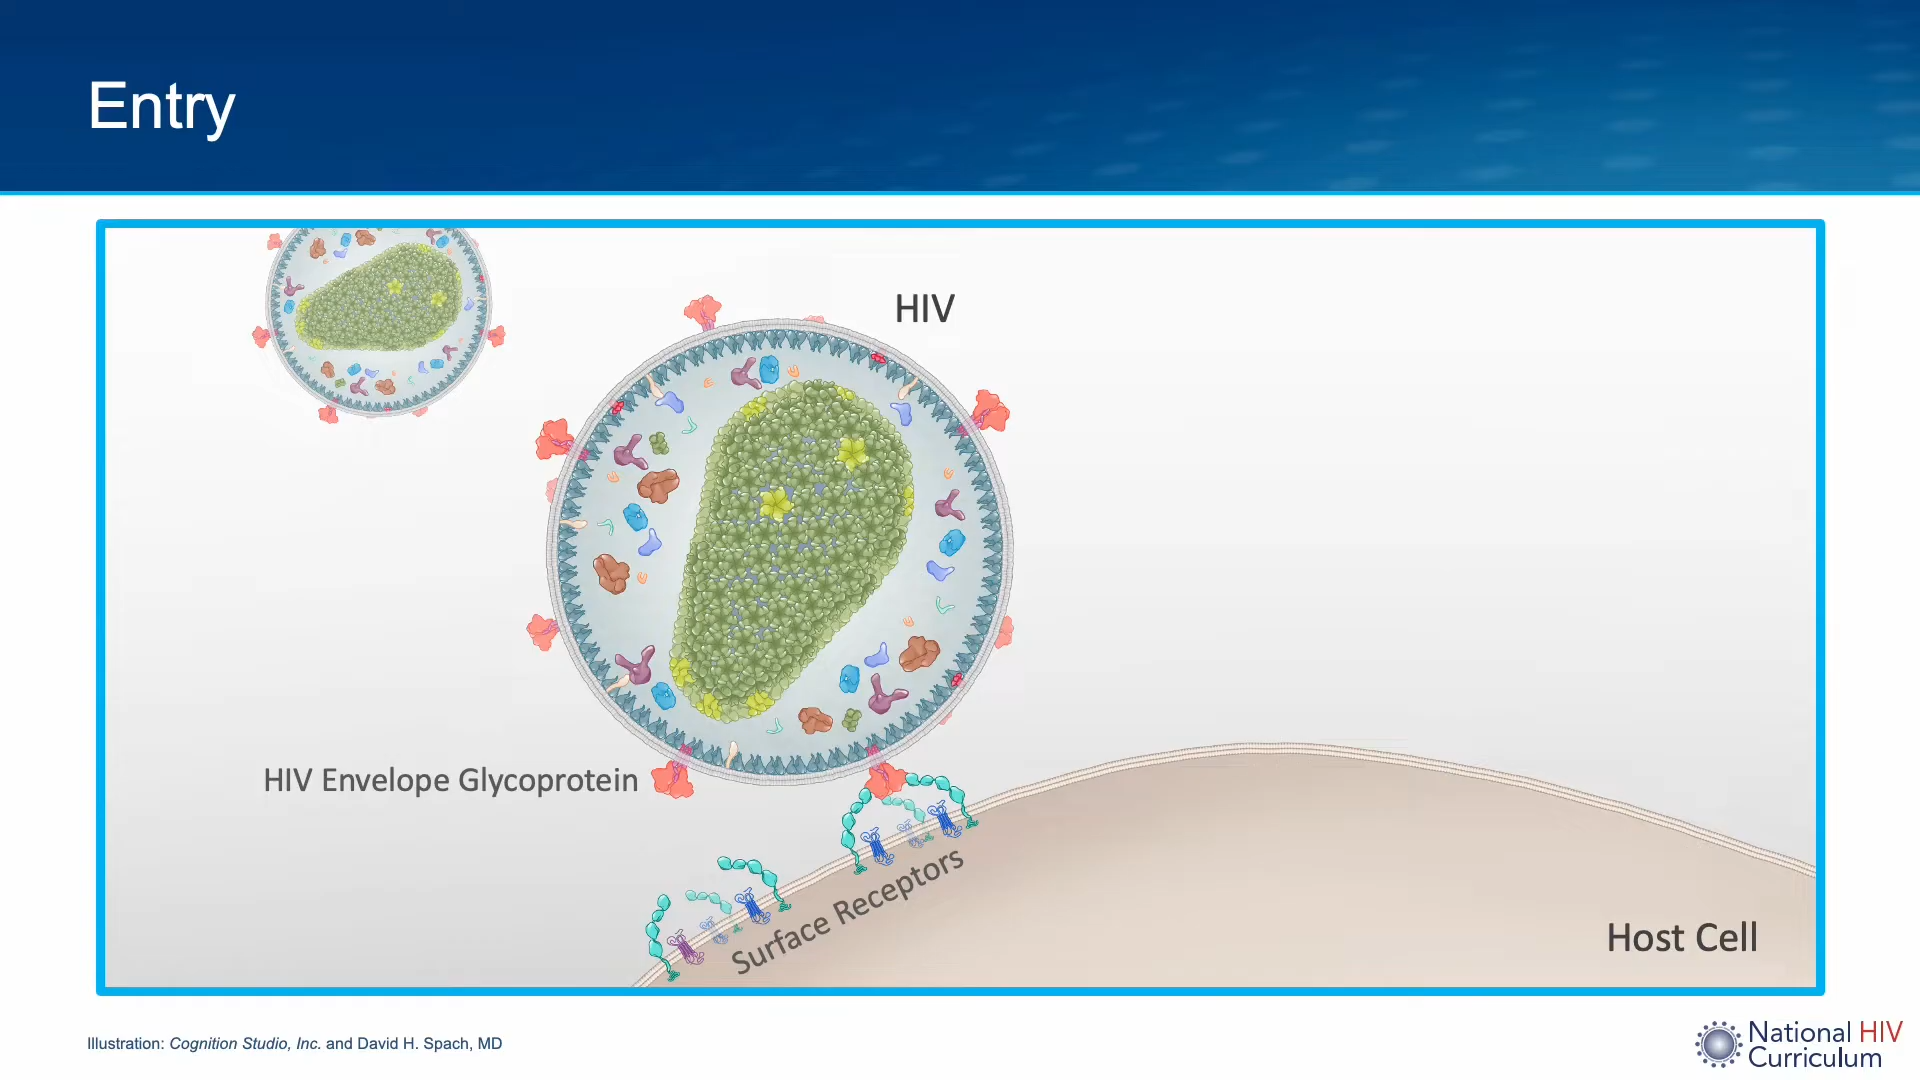 Entry
HIV
HIV Envelope Glycoprotein
Surface Receptors
Host Cell
Illustration: Cognition Studio, Inc. and David H. Spach, MD
National HIV
Curriculum